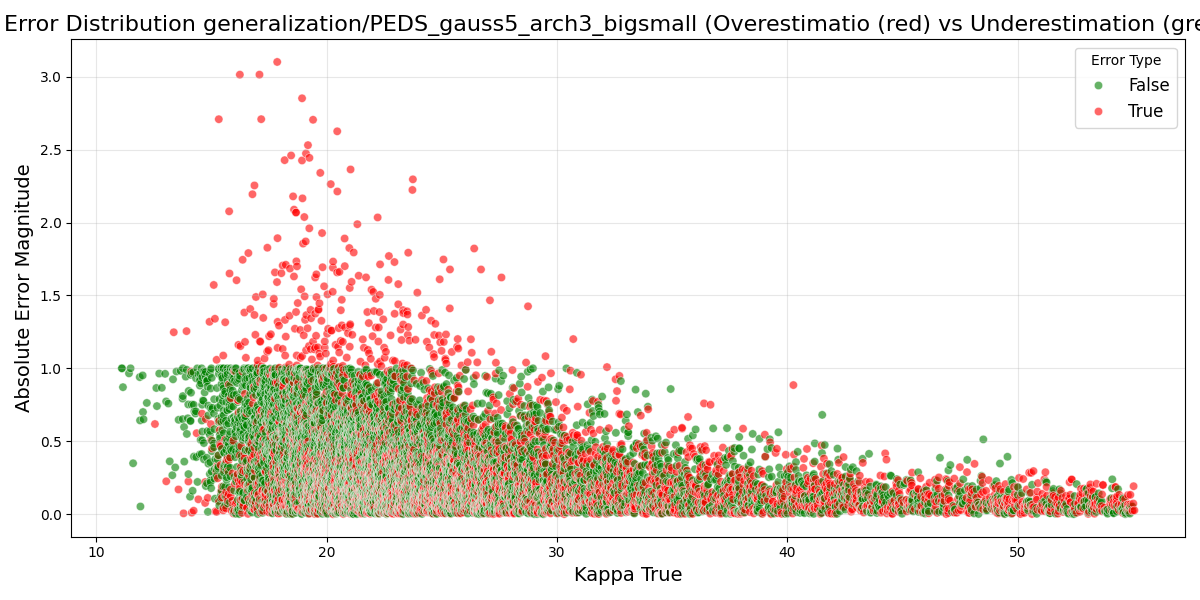 Error Distribution generalization/PEDS_gauss5_arch3_bigsmall (Overestimatio (red) vs Underestimation (gre
Error Type
False
True
Absolute Error Magnitude
3.0
2.5
2.0
1.5
1.0
0.5
0.0
10 20 30 40 50
Kappa True